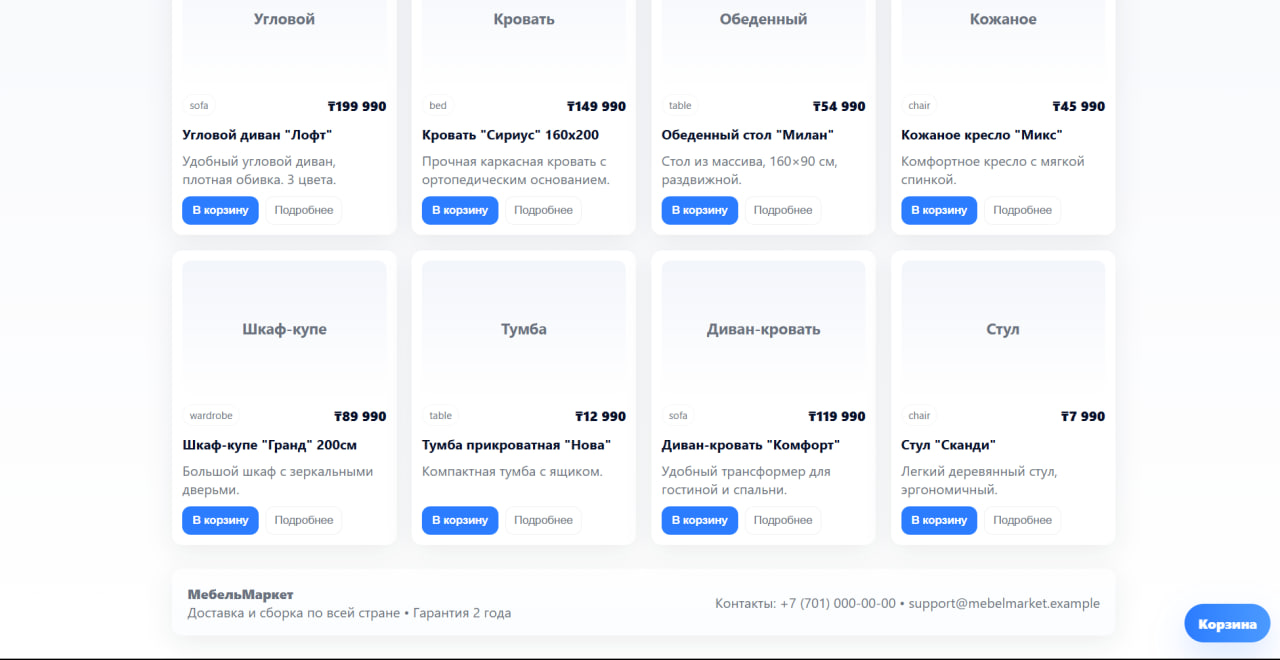 Угловой
Кровать
Обеденный
Кожаное
sofa
₸199 990
Угловой диван "Лофт"
Удобный угловой диван,
плотная обивка. 3 цвета.
В корзину
Подробнее
bed
₸149 990
Кровать "Сириус" 160x200
Прочная каркасная кровать с
ортопедическим основанием.
В корзину
Подробнее
table
₸54 990
Обеденный стол "Милан"
Стол из массива, 160×90 см,
раздвижной.
В корзину
Подробнее
chair
₸45 990
Кожаное кресло "Микс"
Комфортное кресло с мягкой
спинкой.
В корзину
Подробнее
Шкаф-купе
wardrobe
₸89 990
Шкаф-купе "Гранд" 200см
Большой шкаф с зеркальными
дверьми.
В корзину
Подробнее
Тумба
table
₸12 990
Тумба прикроватная "Нова"
Компактная тумба с ящиком.
В корзину
Подробнее
Диван-кровать
sofa
₸119 990
Диван-кровать "Комфорт"
Удобный трансформер для
гостиной и спальни.
В корзину
Подробнее
Стул
chair
₸7 990
Стул "Сканди"
Легкий деревянный стул,
эргономичный.
В корзину
Подробнее
МебельМаркет
Доставка и сборка по всей стране • Гарантия 2 года
Контакты: +7 (701) 000-00-00 • support@mebelmarket.example
Корзина